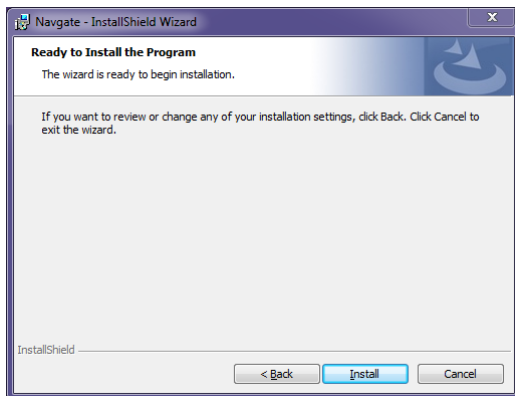 Navgate - InstallShield Wizard
X
Ready to Install the Program
The wizard is ready to begin installation.
If you want to review or change any of your installation settings, click Back. Click Cancel to
exit the wizard.
InstallShield
< Back
Install
Cancel